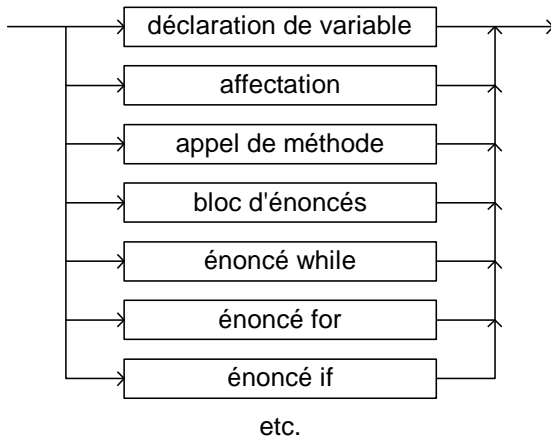 déclaration de variable
affectation
appel de méthode
bloc d'énoncés
énoncé while
énoncé for
énoncé if
etc.